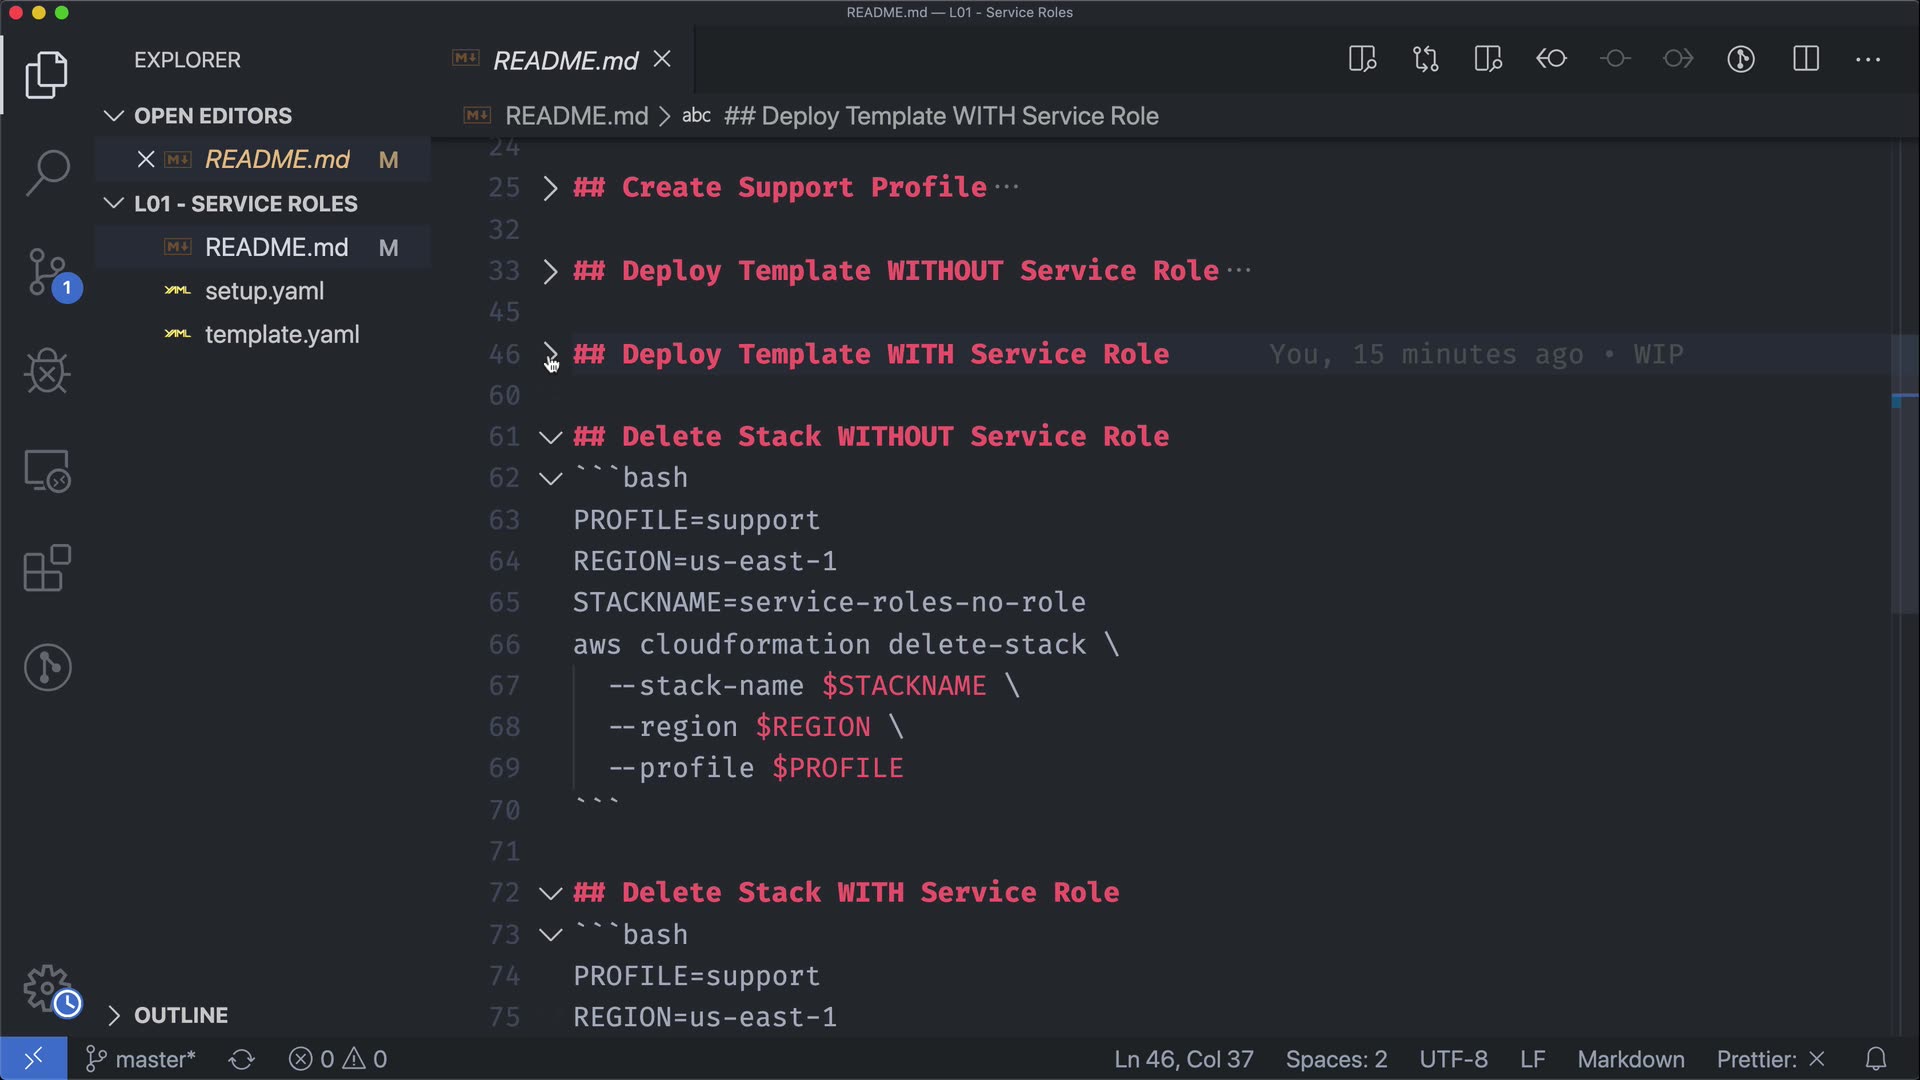 README.md — L01 - Service Roles
EXPLORER
OPEN EDITORS
README.md M
L01 - SERVICE ROLES
README.md M
setup.yaml
template.yaml
OUTLINE
README.md
README.md > abc ## Deploy Template WITH Service Role
24
25 ## Create Support Profile···
32
33 ## Deploy Template WITHOUT Service Role···
45
46 ## Deploy Template WITH Service Role You, 15 minutes ago • WIP
60
61 ## Delete Stack WITHOUT Service Role
62 ```bash
63 PROFILE=support
64 REGION=us-east-1
65 STACKNAME=service-roles-no-role
66 aws cloudformation delete-stack \
67 --stack-name $STACKNAME \
68 --region $REGION \
69 --profile $PROFILE
70 ```
71
72 ## Delete Stack WITH Service Role
73 ```bash
74 PROFILE=support
75 REGION=us-east-1
1
master* 0 0 Ln 46, Col 37 Spaces: 2 UTF-8 LF Markdown Prettier: ×